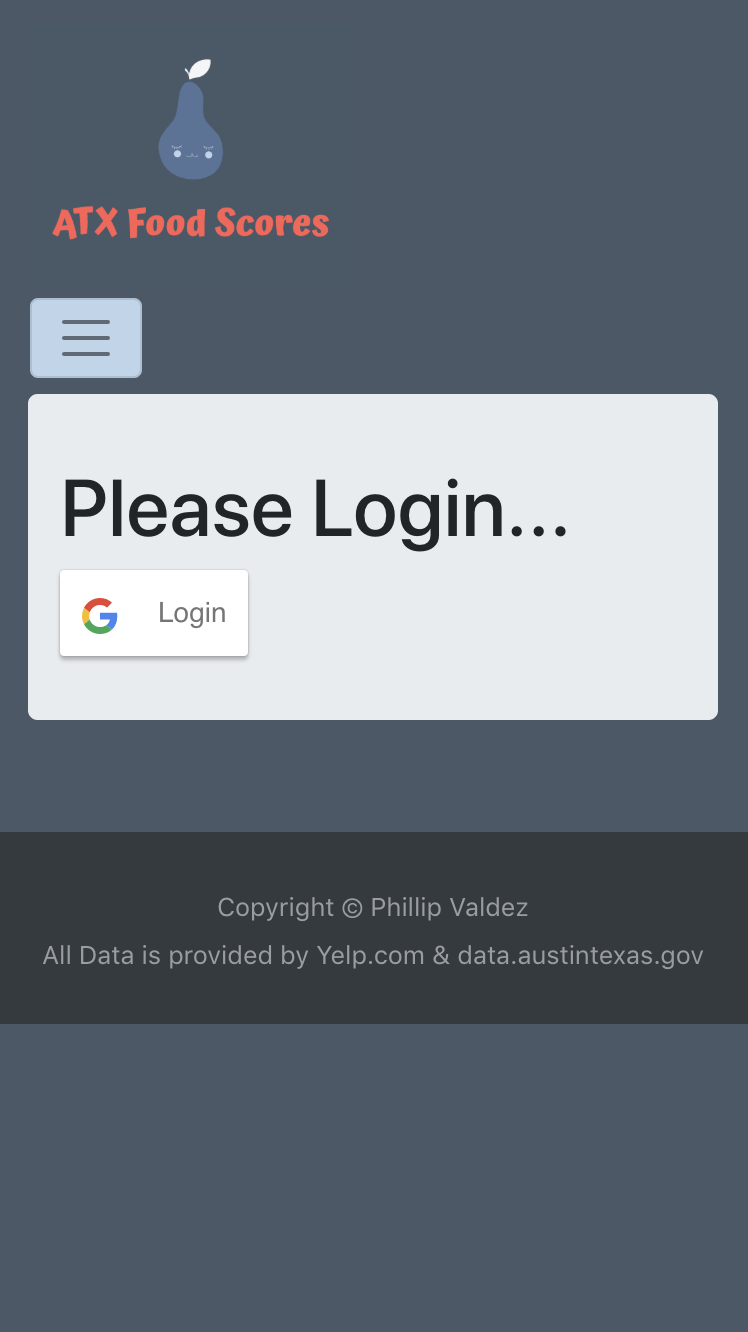 ATX Food Scores
Please Login...
Login
Copyright © Phillip Valdez
All Data is provided by Yelp.com & data.austintexas.gov